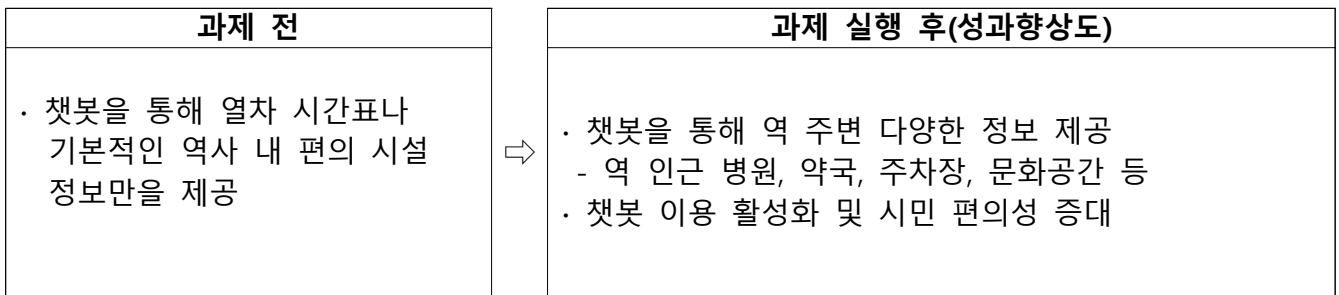 과제 전
· 챗봇을 통해 열차 시간표나
기본적인 역사 내 편의 시설
정보만을 제공
⇨
과제 실행 후(성과향상도)
· 챗봇을 통해 역 주변 다양한 정보 제공
- 역 인근 병원, 약국, 주차장, 문화공간 등
· 챗봇 이용 활성화 및 시민 편의성 증대